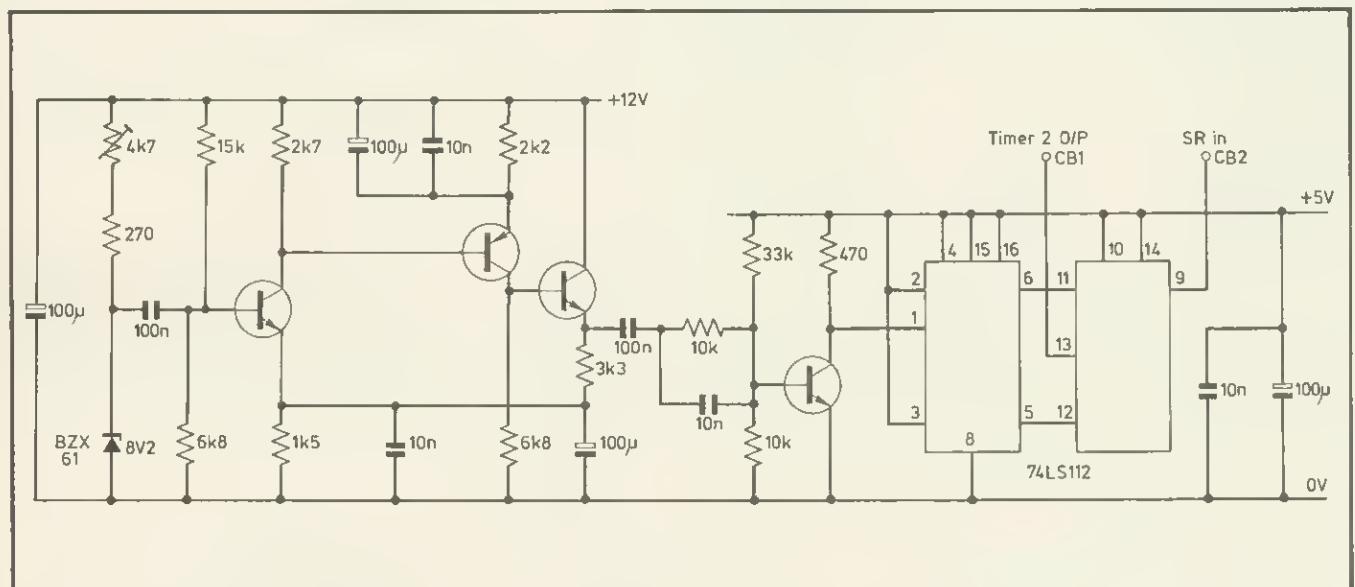 +12V
4k7
15k
2k7
100µ
10n
2k2
Timer 2 O/P
CB1
SR in
CB2
+5V
270
33k
470
4
15
16
10
14
2
6
11
9
100µ
100n
1
100n
10k
13
3k3
10n
10n
100µ
BZX
61
8V2
6k8
1k5
10n
6k8
100µ
10k
3
5
12
8
74LS112
0V